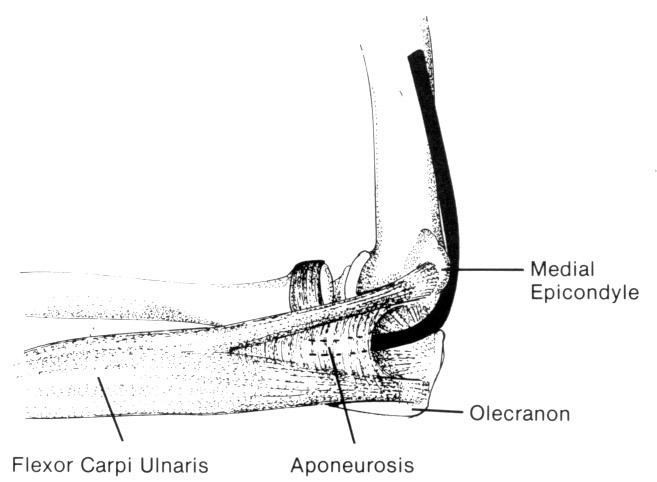 Medial
Epicondyle
Olecranon
Flexor Carpi Ulnaris
Aponeurosis